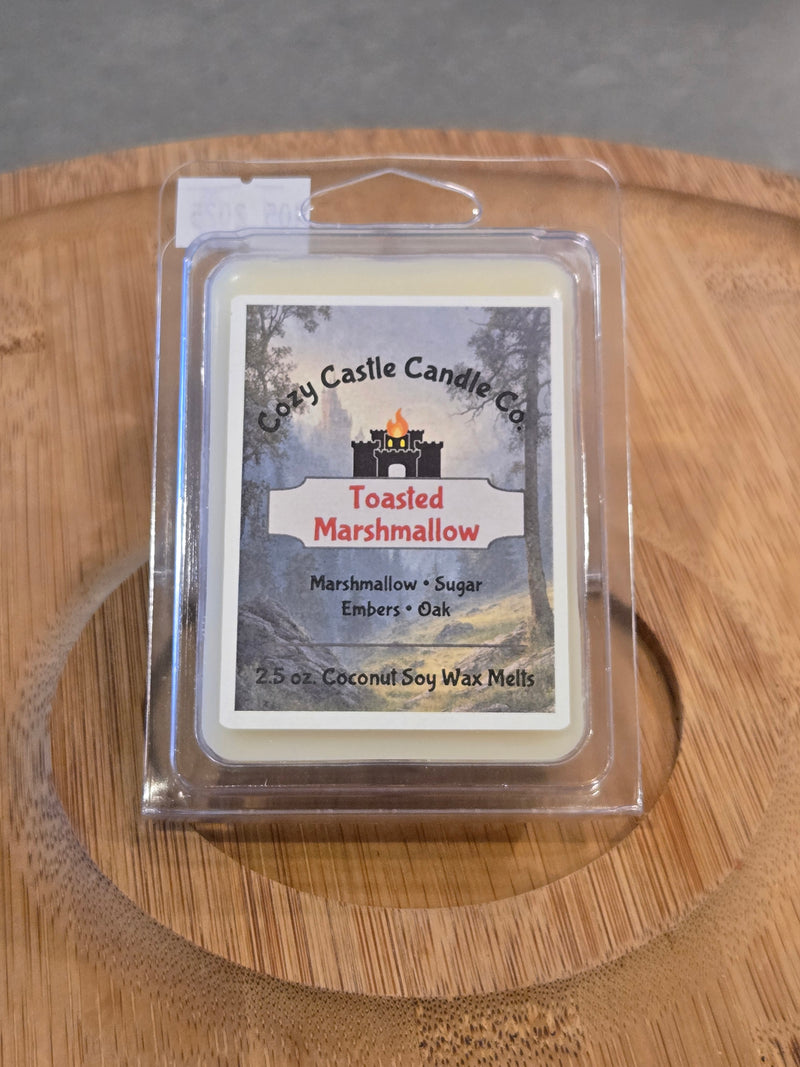 Cozy Castle Candle Co.
Toasted
Marshmallow
Marshmallow • Sugar
Embers • Oak
2.5 oz. Coconut Soy Wax Melts